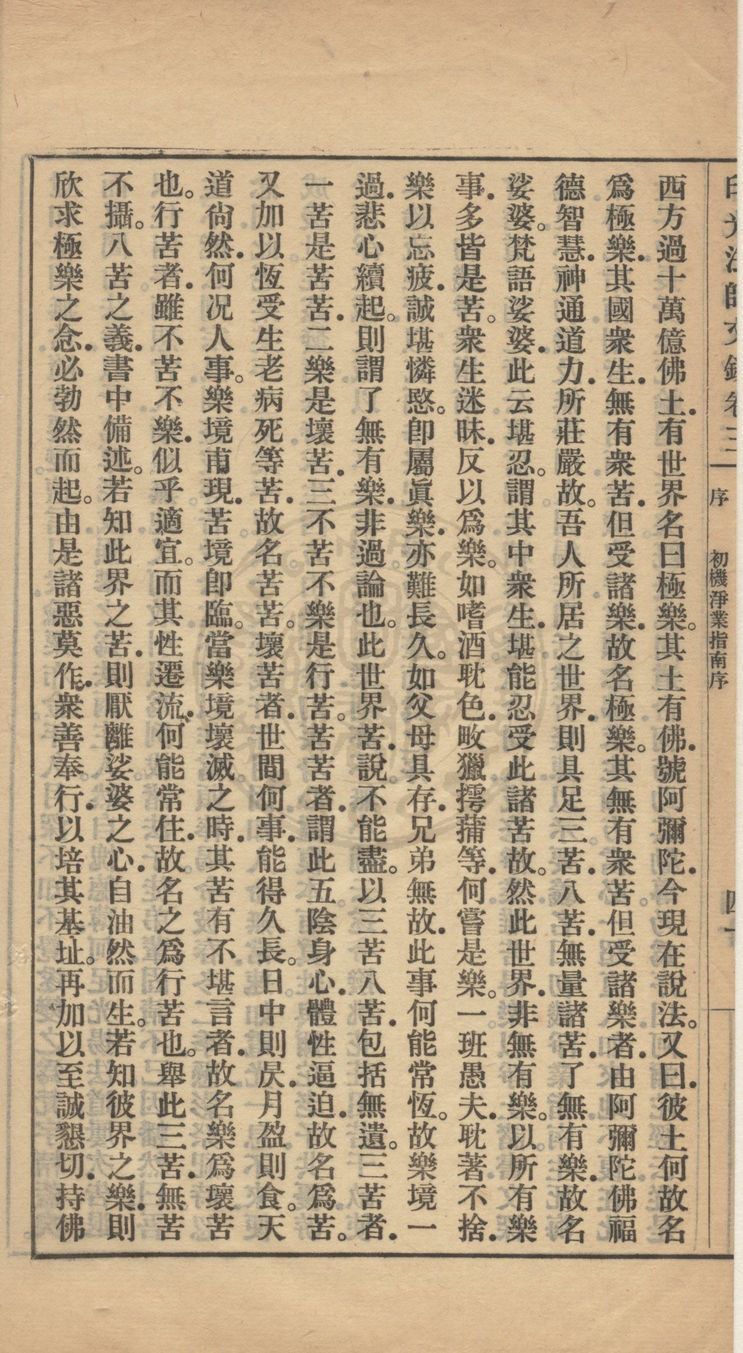 印光法師文鈔卷三 序 初機淨業指南序 四十
西方過十萬億佛土.有世界名曰極樂。其土有佛.號阿彌陀.今現在說法。又曰.彼土何故名
爲極樂.其國衆生.無有衆苦.但受諸樂.故名極樂。其無有衆苦.但受諸樂者.由阿彌陀佛福
德智慧.神通道力.所莊嚴故。吾人所居之世界.則具足三苦.八苦.無量諸苦.了無有樂.故名
娑婆。梵語娑婆.此云堪忍。謂其中衆生.堪能忍受此諸苦故。然此世界.非無有樂。以所有樂
事.多皆是苦。衆生迷昧.反以爲樂。如嗜酒耽色.畋獵摴蒲等.何嘗是樂。一班愚夫.耽著不捨.
樂以忘疲.誠堪憐愍。卽屬眞樂.亦難長久。如父母具存.兄弟無故.此事何能常恆。故樂境一
過.悲心續起。則謂了無有樂.非過論也。此世界苦.說不能盡。以三苦八苦.包括無遺。三苦者.
一苦是苦苦.二樂是壞苦.三不苦不樂是行苦。苦苦者.謂此五陰身心.體性逼迫.故名爲苦。
又加以恆受生老病死等苦.故名苦苦。壞苦者.世間何事.能得久長。日中則昃.月盈則食。天
道尙然.何况人事。樂境甫現.苦境卽臨。當樂境壞滅之時.其苦有不堪言者.故名樂爲壞苦
也。行苦者.雖不苦不樂.似乎適宜。而其性遷流.何能常住.故名之爲行苦也。舉此三苦.無苦
不攝。八苦之義.書中備述。若知此界之苦.則厭離娑婆之心.自油然而生。若知彼界之樂.則
欣求極樂之念.必勃然而起。由是諸惡莫作.衆善奉行.以培其基址。再加以至誠懇切.持佛